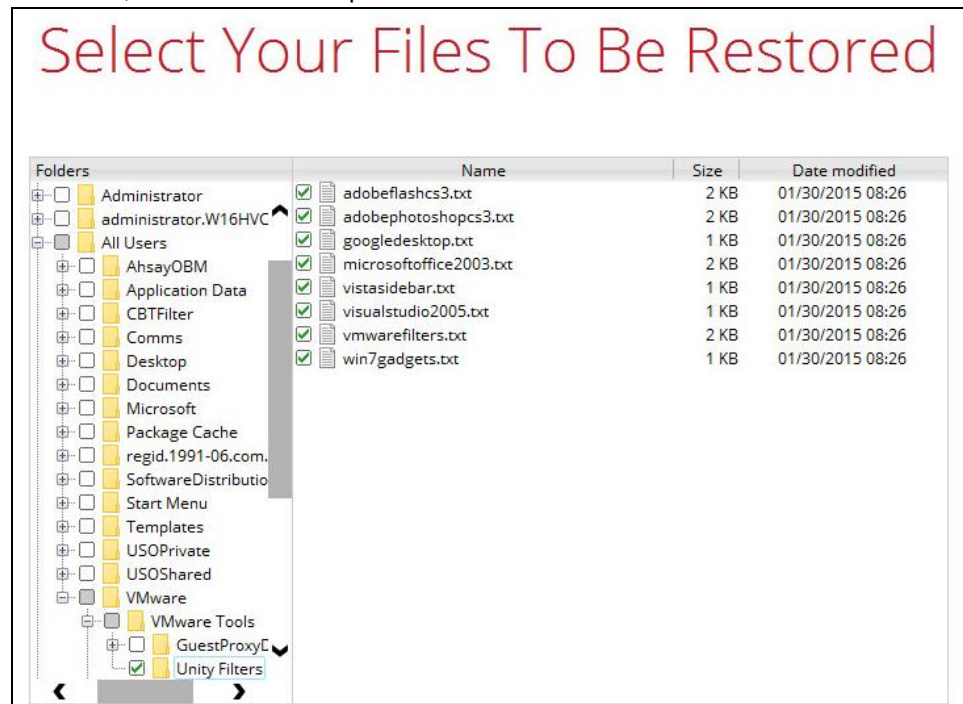 Select Your Files To Be Restored
Folders
Name
Size
Date modified
Administrator
administrator.W16HVC
All Users
AhsayOBM
Application Data
CBTFilter
Comms
Desktop
Documents
Microsoft
Package Cache
regid.1991-06.com.
SoftwareDistributio
Start Menu
Templates
USOPrivate
USOShared
VMware
VMware Tools
GuestProxyD
Unity Filters
adobeflashcs3.txt 2 KB 01/30/2015 08:26
adobephotoshopcs3.txt 2 KB 01/30/2015 08:26
googledesktop.txt 1 KB 01/30/2015 08:26
microsoftoffice2003.txt 2 KB 01/30/2015 08:26
vistasidebar.txt 1 KB 01/30/2015 08:26
visualstudio2005.txt 1 KB 01/30/2015 08:26
vmwarefilters.txt 2 KB 01/30/2015 08:26
win7gadgets.txt 1 KB 01/30/2015 08:26